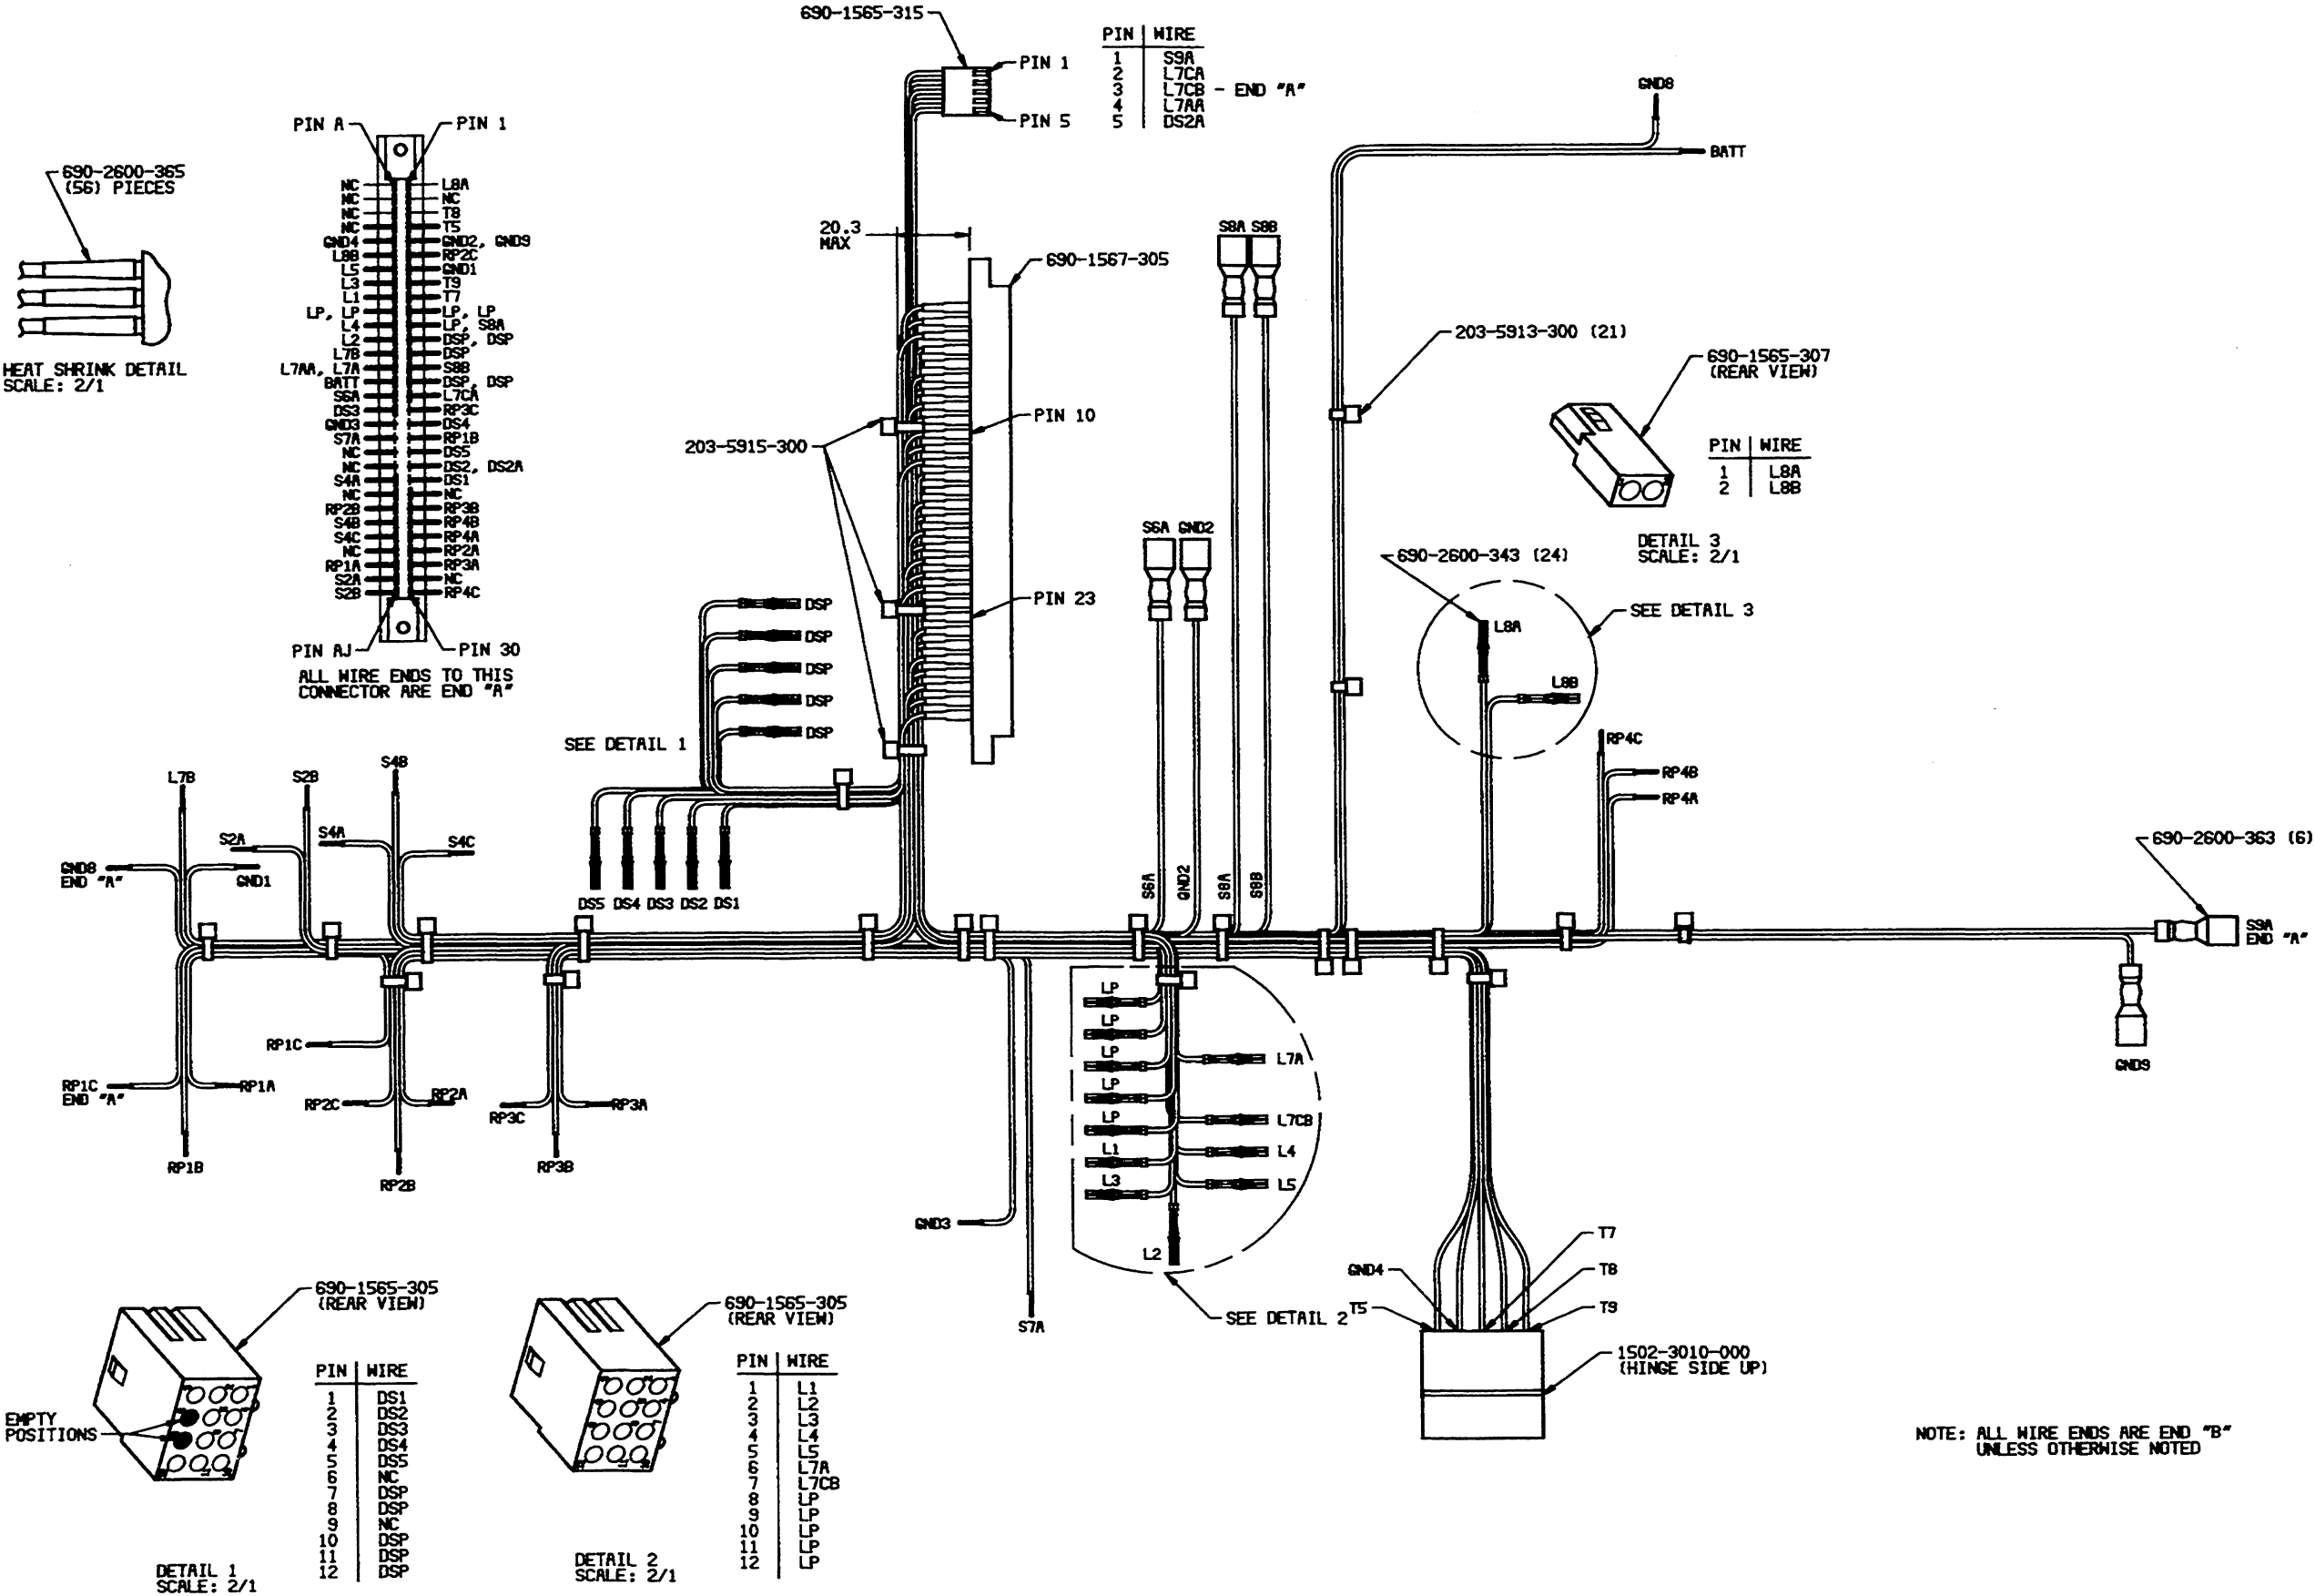 690-1565-315
PIN 1
PIN 5
PIN WIRE
1 S9A
2 L7CA
3 L7CB - END "A"
4 L7AA
5 DS2A
GND8
BATT
690-2600-365
(56) PIECES
HEAT SHRINK DETAIL
SCALE: 2/1
PIN A
PIN 1
NC L8A
NC NC
NC T8
NC T5
GND4 GND2, GND9
L8B RP2C
L5 GND1
L3 T9
L1 T7
LP, LP LP, LP
L4 LP, S8A
L2 DSP, DSP
L7B DSP
L7AA, L7A S8B
BATT DSP, DSP
S6A L7CA
DS3 RP3C
GND3 DS4
S7A RP1B
NC DS5
NC DS2, DS2A
S4A DS1
NC NC
RP2B RP3B
S4B RP4B
S4C RP4A
NC RP2A
RP1A RP3A
S2A NC
S2B RP4C
PIN AJ
PIN 30
ALL WIRE ENDS TO THIS
CONNECTOR ARE END "A"
20.3
MAX
690-1567-305
PIN 10
PIN 23
203-5915-300
S8A S8B
203-5913-300 (21)
690-1565-307
(REAR VIEW)
PIN WIRE
1 L8A
2 L8B
DETAIL 3
SCALE: 2/1
S6A GND2
690-2600-343 (24)
SEE DETAIL 3
L8A
L8B
DSP
DSP
DSP
DSP
DSP
SEE DETAIL 1
DS5 DS4 DS3 DS2 DS1
L7B
S2B
S4B
S2A
S4A
S4C
GND8
END "A"
GND1
S6A
GND2
S8A
S8B
RP4C
RP4B
RP4A
690-2600-363 (6)
S9A
END "A"
GND9
RP1C
RP1C
END "A"
RP1A
RP1B
RP2C
RP2A
RP2B
RP3C
RP3A
RP3B
GND3
S7A
LP
LP
LP
LP
LP
L1
L3
L7A
L7CB
L4
L5
L2
SEE DETAIL 2
T7
GND4
T8
T5
T9
1502-3010-000
(HINGE SIDE UP)
690-1565-305
(REAR VIEW)
EMPTY
POSITIONS
PIN WIRE
1 DS1
2 DS2
3 DS3
4 DS4
5 DS5
6 NC
7 DSP
8 DSP
9 NC
10 DSP
11 DSP
12 DSP
DETAIL 1
SCALE: 2/1
690-1565-305
(REAR VIEW)
PIN WIRE
1 L1
2 L2
3 L3
4 L4
5 L5
6 L7A
7 L7CB
8 LP
9 LP
10 LP
11 LP
12 LP
DETAIL 2
SCALE: 2/1
NOTE: ALL WIRE ENDS ARE END "B"
UNLESS OTHERWISE NOTED